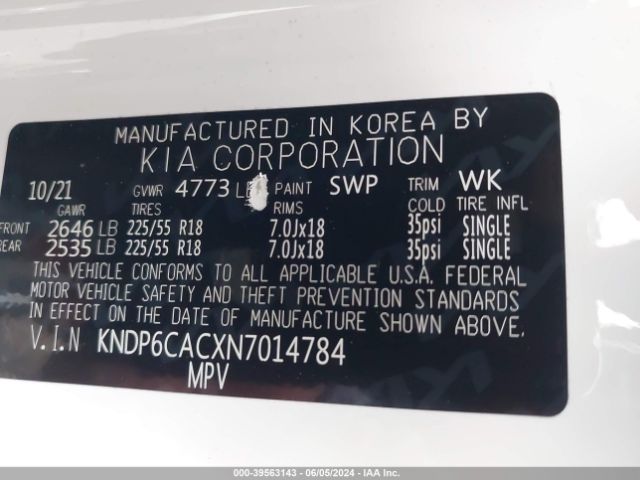 MANUFACTURED IN KOREA BY
KIA CORPORATION
10/21 GVWR 4773 LB PAINT SWP TRIM WK
GAWR TIRES RIMS COLD TIRE INFL
FRONT 2646 LB 225/55 R18 7.0Jx18 35psi SINGLE
REAR 2535 LB 225/55 R18 7.0Jx18 35psi SINGLE
THIS VEHICLE CONFORMS TO ALL APPLICABLE U.S.A. FEDERAL
MOTOR VEHICLE SAFETY AND THEFT PREVENTION STANDARDS
IN EFFECT ON THE DATE OF MANUFACTURE SHOWN ABOVE.
V.I.N KNDP6CACXN7014784
MPV
© - 39563143 - 06/05/2024 - IAA Inc.